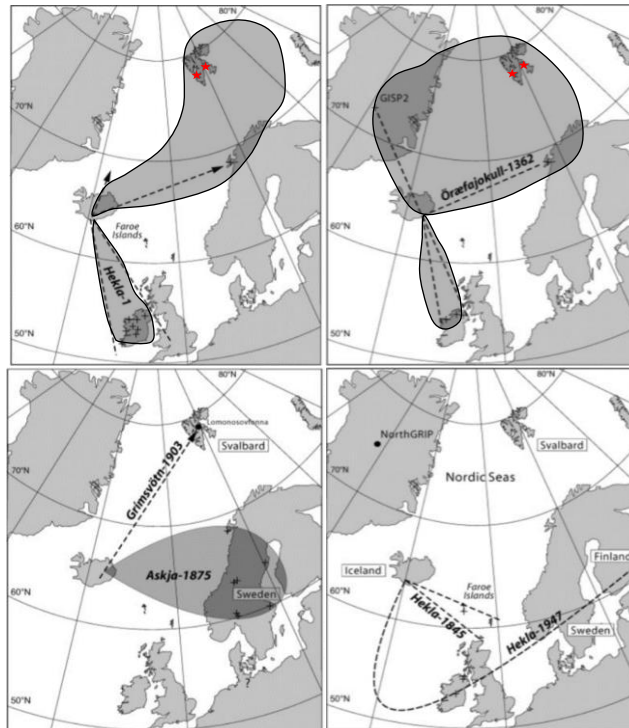 80°N
70°N
60°N
Faroe
Islands
?
Hekla-1
50°N
80°N
GISP2
70°N
Öræfajokull-1362
60°N
?
50°N
80°N
Lomonosovfonna
Svalbard
Grimsvötn-1903
70°N
Askja-1875
Sweden
60°N
?
?
50°N
80°N
NorthGRIP
Svalbard
70°N
Nordic Seas
Iceland
Finland
Faroe
Islands
60°N
Hekla-1845
Hekla-1947
Sweden
50°N